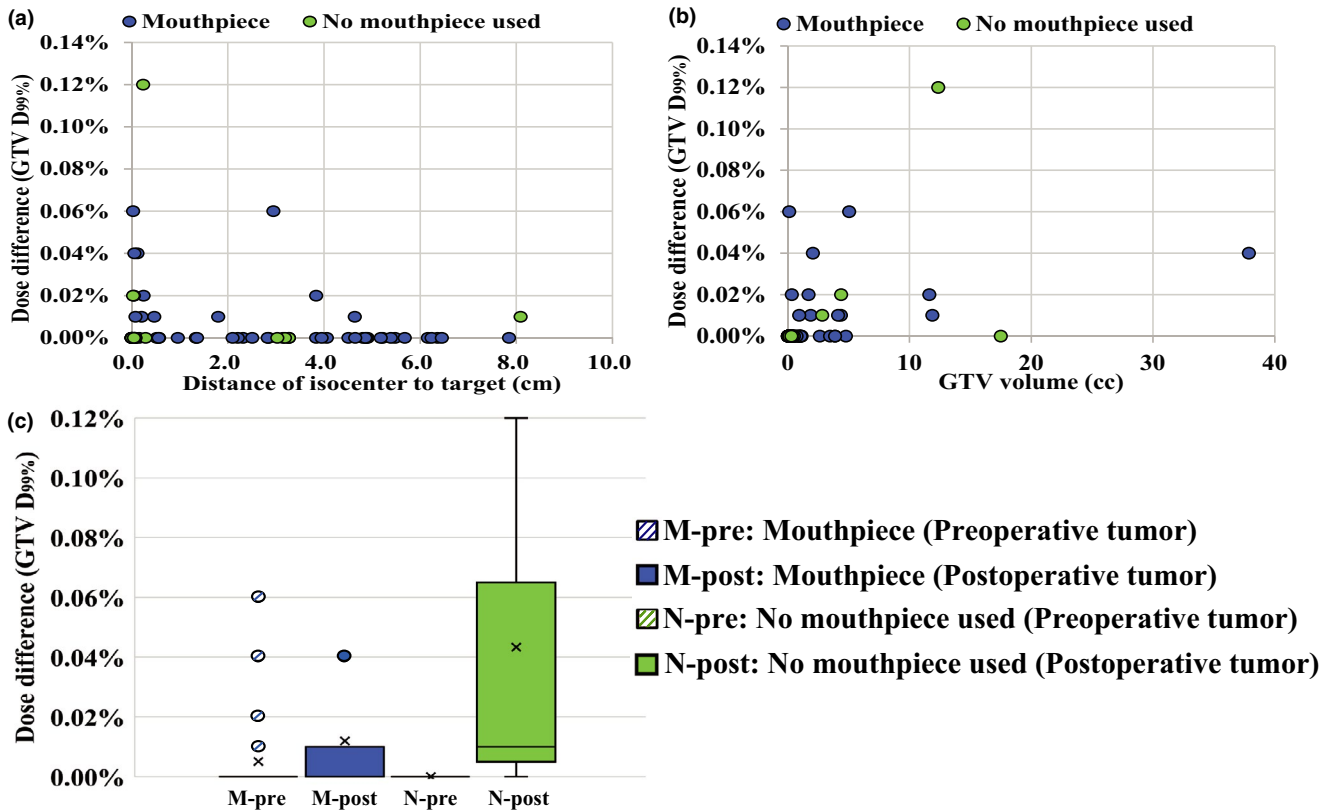 (a)
Mouthpiece No mouthpiece used
0.14%
0.12%
0.10%
0.08%
0.06%
0.04%
0.02%
0.00%
Dose difference (GTV D99%)
0.0 2.0 4.0 6.0 8.0 10.0
Distance of isocenter to target (cm)
(b)
Mouthpiece No mouthpiece used
0.14%
0.12%
0.10%
0.08%
0.06%
0.04%
0.02%
0.00%
Dose difference (GTV D99%)
0 10 20 30 40
GTV volume (cc)
(c)
0.12%
0.10%
0.08%
0.06%
0.04%
0.02%
0.00%
Dose difference (GTV D99%)
M-pre M-post N-pre N-post
M-pre: Mouthpiece (Preoperative tumor)
M-post: Mouthpiece (Postoperative tumor)
N-pre: No mouthpiece used (Preoperative tumor)
N-post: No mouthpiece used (Postoperative tumor)